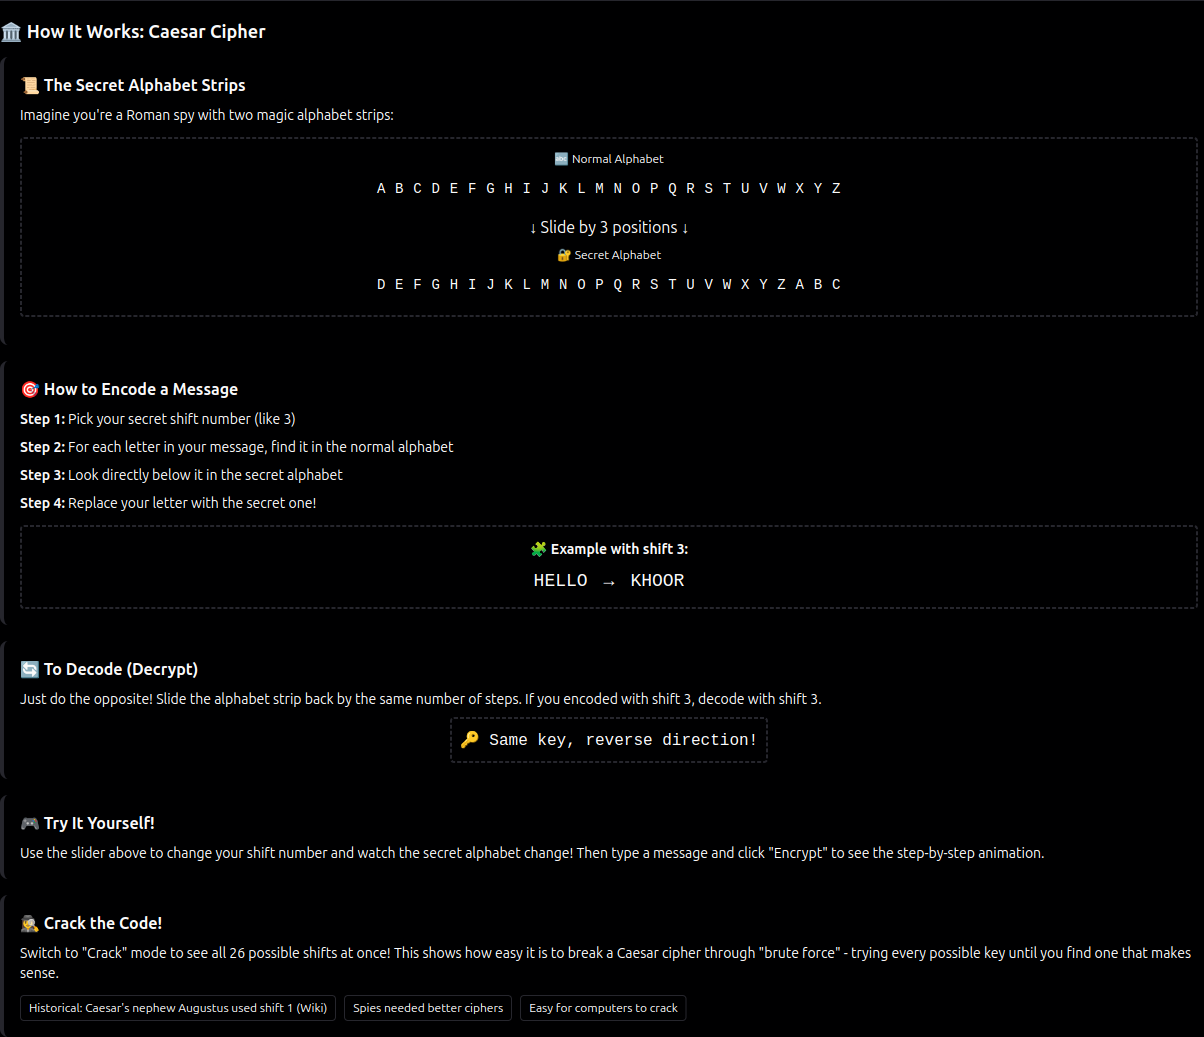 🏛️ How It Works: Caesar Cipher
📜 The Secret Alphabet Strips
Imagine you're a Roman spy with two magic alphabet strips:
🔤 Normal Alphabet
A B C D E F G H I J K L M N O P Q R S T U V W X Y Z
↓ Slide by 3 positions ↓
🔐 Secret Alphabet
D E F G H I J K L M N O P Q R S T U V W X Y Z A B C
🎯 How to Encode a Message
Step 1: Pick your secret shift number (like 3)
Step 2: For each letter in your message, find it in the normal alphabet
Step 3: Look directly below it in the secret alphabet
Step 4: Replace your letter with the secret one!
🧩 Example with shift 3:
HELLO → KHOOR
🔄 To Decode (Decrypt)
Just do the opposite! Slide the alphabet strip back by the same number of steps. If you encoded with shift 3, decode with shift 3.
🔑 Same key, reverse direction!
🎮 Try It Yourself!
Use the slider above to change your shift number and watch the secret alphabet change! Then type a message and click "Encrypt" to see the step-by-step animation.
🕵️ Crack the Code!
Switch to "Crack" mode to see all 26 possible shifts at once! This shows how easy it is to break a Caesar cipher through "brute force" - trying every possible key until you find one that makes
sense.
Historical: Caesar's nephew Augustus used shift 1 (Wiki)
Spies needed better ciphers
Easy for computers to crack